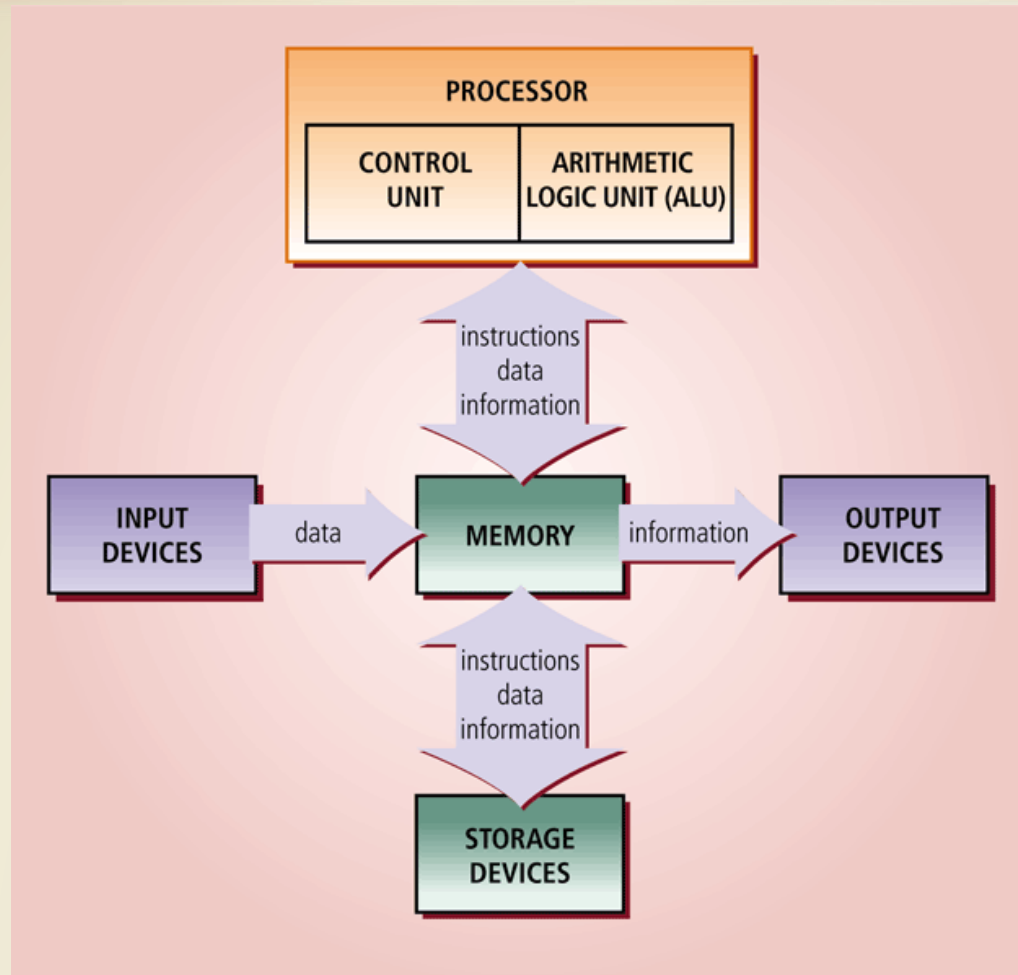 PROCESSOR
CONTROL
UNIT
ARITHMETIC
LOGIC UNIT (ALU)
instructions
data
information
INPUT
DEVICES
data
MEMORY
information
OUTPUT
DEVICES
instructions
data
information
STORAGE
DEVICES